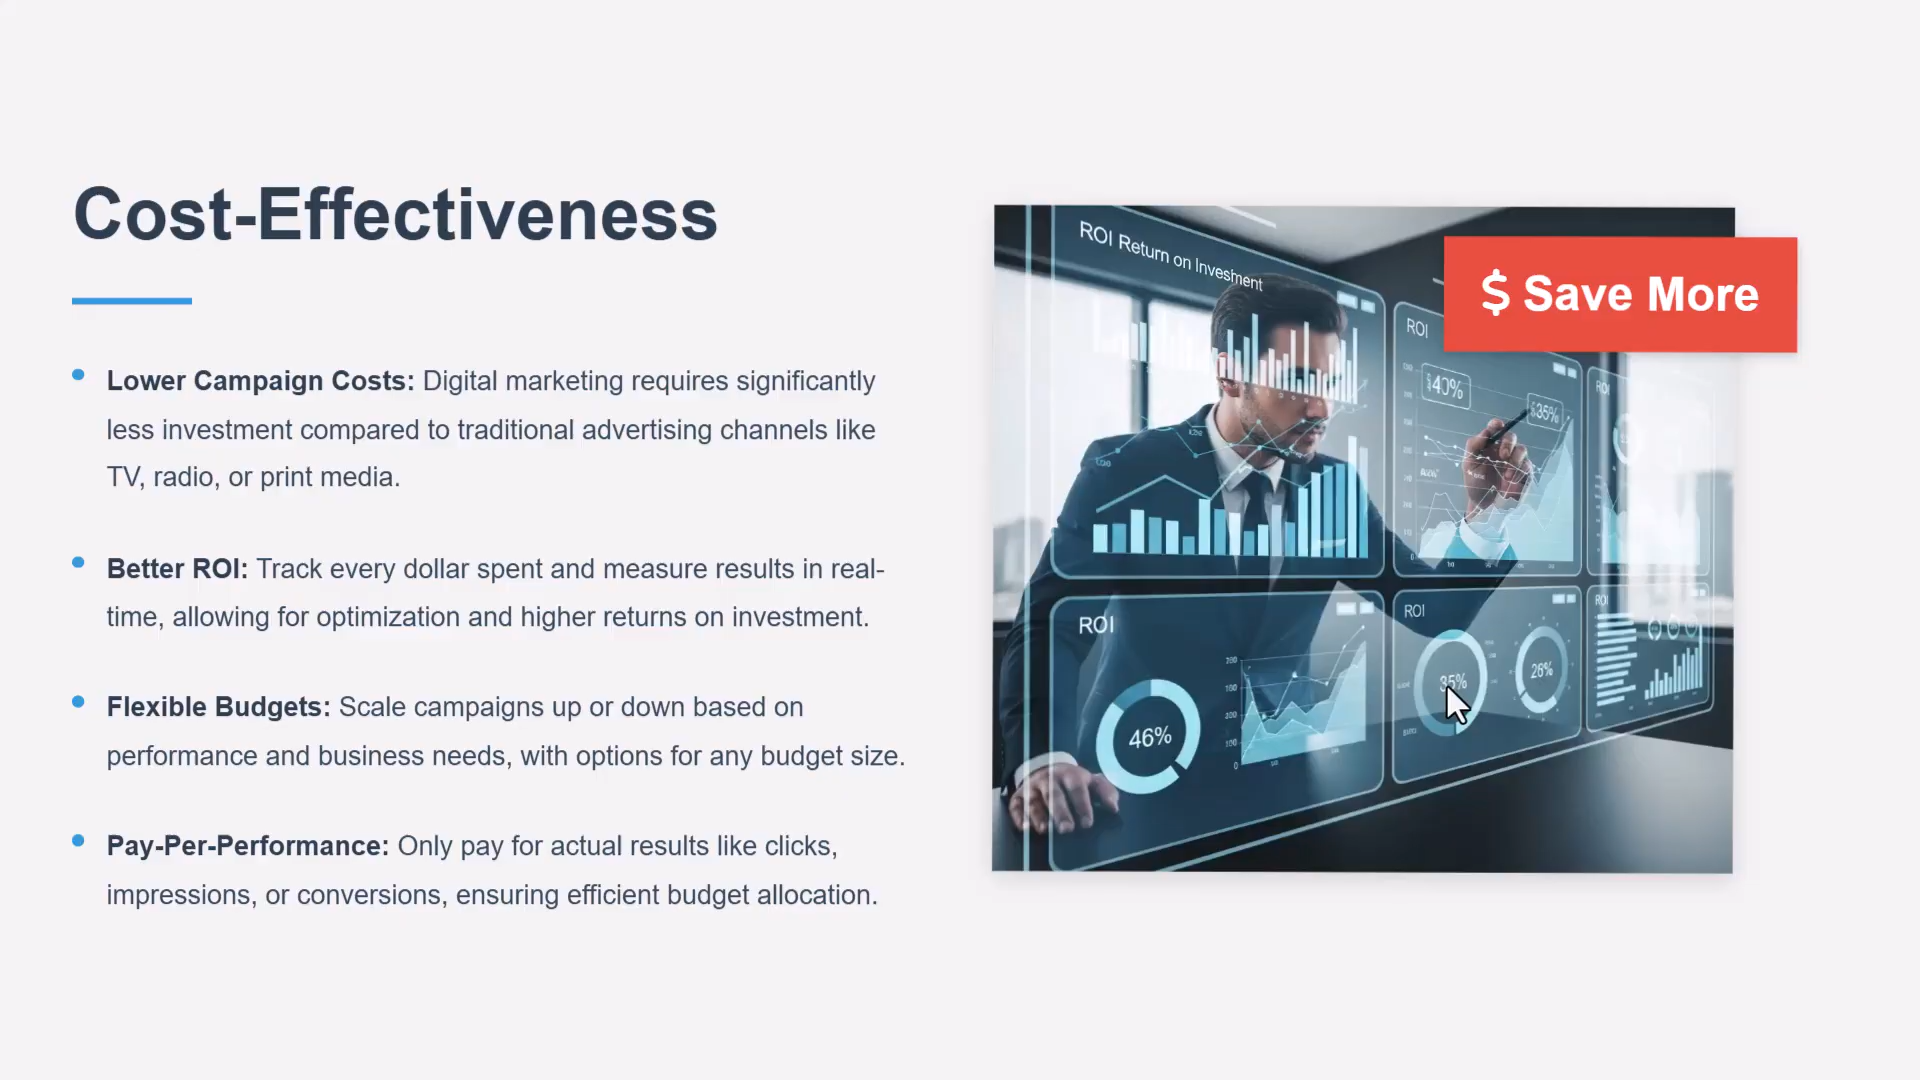 Cost-Effectiveness
Lower Campaign Costs: Digital marketing requires significantly
less investment compared to traditional advertising channels like
TV, radio, or print media.
Better ROI: Track every dollar spent and measure results in real-
time, allowing for optimization and higher returns on investment.
Flexible Budgets: Scale campaigns up or down based on
performance and business needs, with options for any budget size.
Pay-Per-Performance: Only pay for actual results like clicks,
impressions, or conversions, ensuring efficient budget allocation.
$ Save More
ROI Return on Inveshment
ROI
40%
35%
ROI
ROI
46%
ROI
35%
26%
ROI